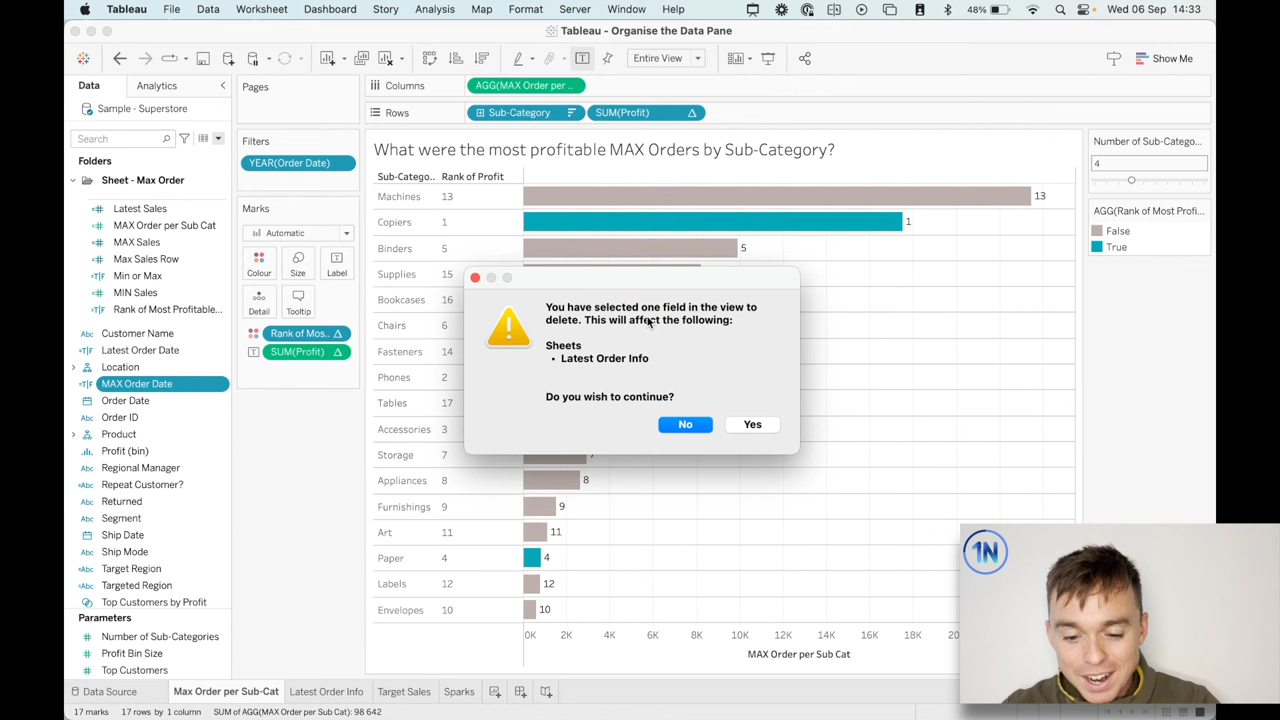 Tableau File Data Worksheet Dashboard Story Analysis Map Format Server Window Help 48% Wed 06 Sep 14:33
Tableau - Organise the Data Pane
Entire View Show Me
Data Analytics
Sample - Superstore
Search
Folders
Sheet - Max Order
Latest Sales
MAX Order per Sub Cat
MAX Sales
Max Sales Row
Min or Max
MIN Sales
Rank of Most Profitable...
Customer Name
Latest Order Date
Location
MAX Order Date
Order Date
Order ID
Product
Profit (bin)
Regional Manager
Repeat Customer?
Returned
Segment
Ship Date
Ship Mode
Target Region
Targeted Region
Top Customers by Profit
Parameters
Number of Sub-Categories
Profit Bin Size
Top Customers
Pages
Filters
YEAR(Order Date)
Marks
Automatic
Colour Size Label
Detail Tooltip
Rank of Mos..
SUM(Profit)
Columns AGG(MAX Order per ..
Rows Sub-Category SUM(Profit)
What were the most profitable MAX Orders by Sub-Category?
Sub-Catego.. Rank of Profit
Machines 13 13
Copiers 1 1
Binders 5 5
Supplies 15
Bookcases 16
Chairs 6
Fasteners 14
Phones 2
Tables 17
Accessories 3
Storage 7
Appliances 8 8
Furnishings 9 9
Art 11 11
Paper 4 4
Labels 12 12
Envelopes 10 10
0K 2K 4K 6K 8K 10K 12K 14K 16K 18K
MAX Order per Sub Cat
You have selected one field in the view to
delete. This will affect the following:
Sheets
• Latest Order Info
Do you wish to continue?
No Yes
Number of Sub-Catego...
4
AGG(Rank of Most Profi...
False
True
1N
Data Source Max Order per Sub-Cat Latest Order Info Target Sales Sparks
17 marks 17 rows by 1 column SUM of AGG(MAX Order per Sub Cat): 98 642